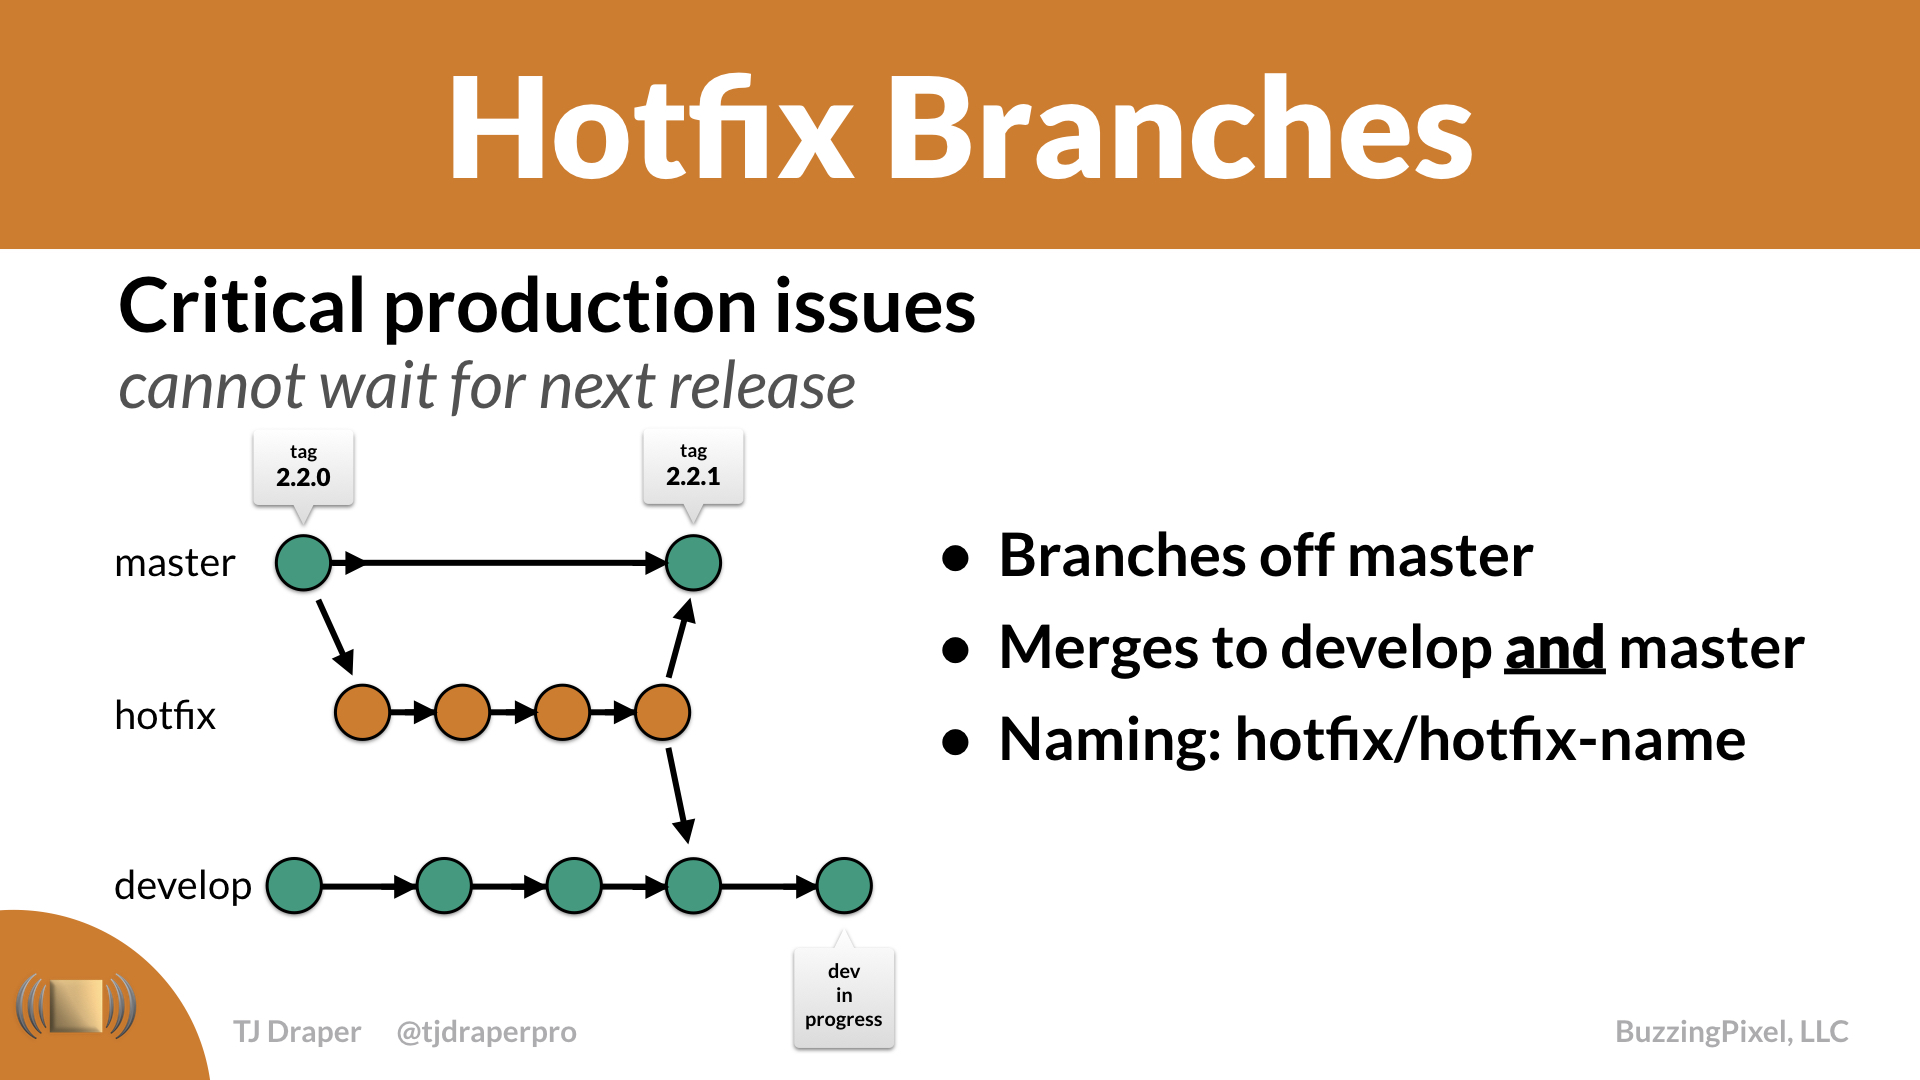 Hotfix Branches
Critical production issues
cannot wait for next release
tag
2.2.0
tag
2.2.1
master
hotfix
develop
dev
in
progress
● Branches off master
● Merges to develop and master
● Naming: hotfix/hotfix-name
TJ Draper @tjdraperpro
BuzzingPixel, LLC